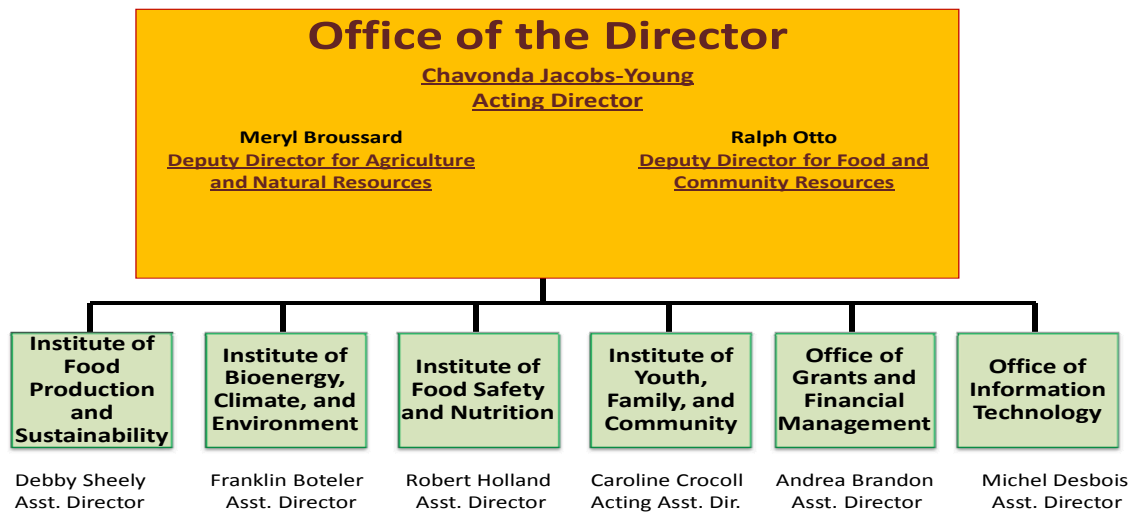 Office of the Director
Chavonda Jacobs-Young
Acting Director
Meryl Broussard
Deputy Director for Agriculture
and Natural Resources
Ralph Otto
Deputy Director for Food and
Community Resources
Institute of
Food
Production
and
Sustainability
Institute of
Bioenergy,
Climate, and
Environment
Institute of
Food Safety
and Nutrition
Institute of
Youth,
Family, and
Community
Office of
Grants and
Financial
Management
Office of
Information
Technology
Debby Sheely
Asst. Director
Franklin Boteler
Asst. Director
Robert Holland
Asst. Director
Caroline Crocoll
Acting Asst. Dir.
Andrea Brandon
Asst. Director
Michel Desbois
Asst. Director